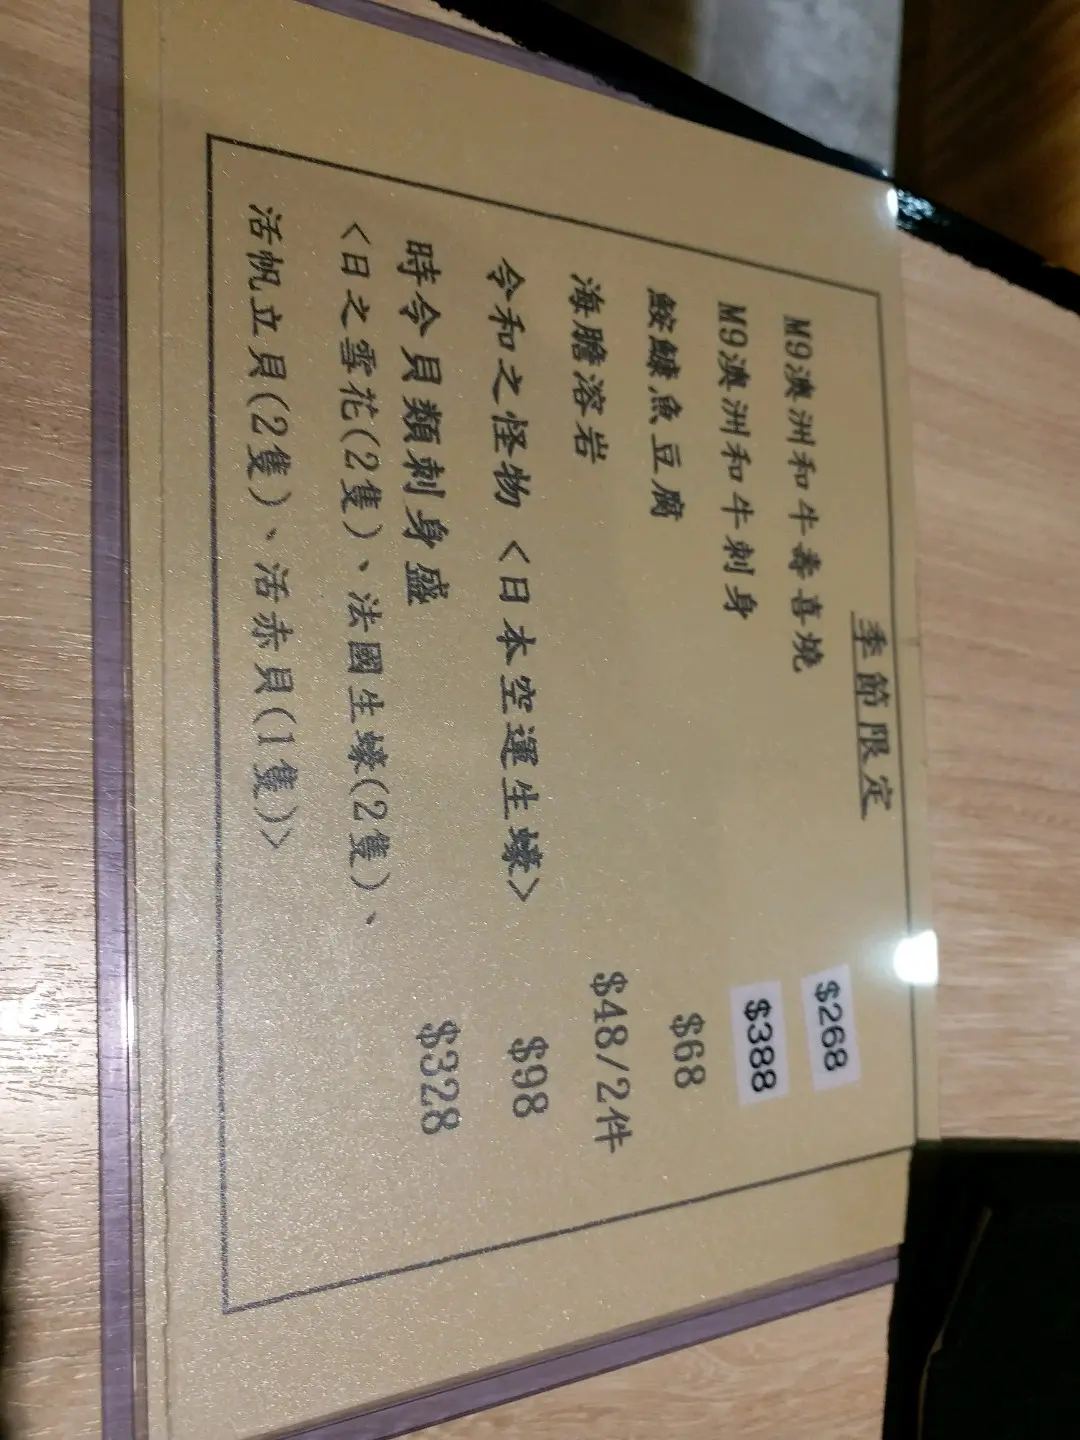 季節限定
M9澳洲和牛壽喜燒 $268
M9澳洲和牛刺身 $388
鮟鱇魚豆腐 $68
海膽溶岩 $48/2件
令和之怪物<日本空運生蠔> $98
時令貝類刺身盛 $328
<日之雪花(2隻)、法國生蠔(2隻)、
活帆立貝(2隻)、活赤貝(1隻)>